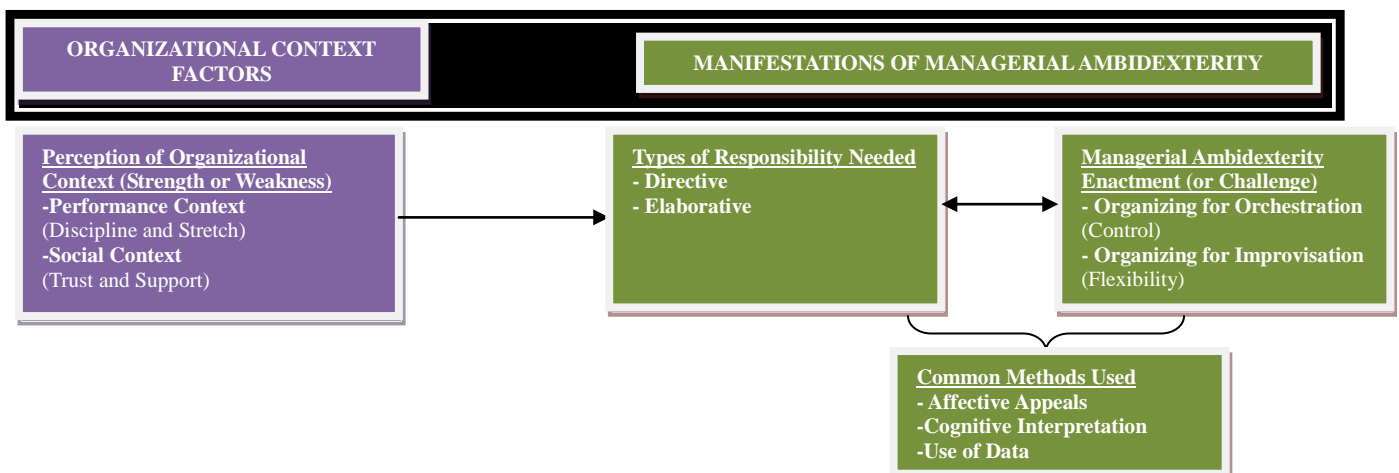 ORGANIZATIONAL CONTEXT
FACTORS
MANIFESTATIONS OF MANAGERIAL AMBIDEXTERITY
Perception of Organizational
Context (Strength or Weakness)
-Performance Context
(Discipline and Stretch)
-Social Context
(Trust and Support)
Types of Responsibility Needed
- Directive
- Elaborative
Managerial Ambidexterity
Enactment (or Challenge)
- Organizing for Orchestration
(Control)
- Organizing for Improvisation
(Flexibility)
Common Methods Used
- Affective Appeals
-Cognitive Interpretation
- Use of Data